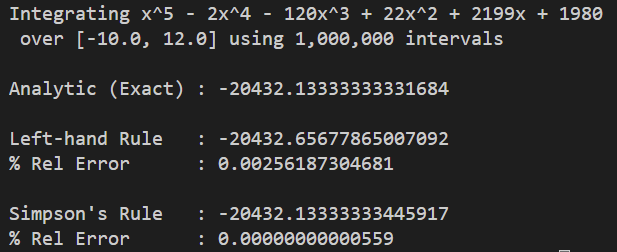 Integrating x^5 - 2x^4 - 120x^3 + 22x^2 + 2199x + 1980
 over [-10.0, 12.0] using 1,000,000 intervals

Analytic (Exact) : -20432.13333333331684

Left-hand Rule   : -20432.65677865007092
% Rel Error      : 0.00256187304681

Simpson's Rule   : -20432.13333333445917
% Rel Error      : 0.00000000000559